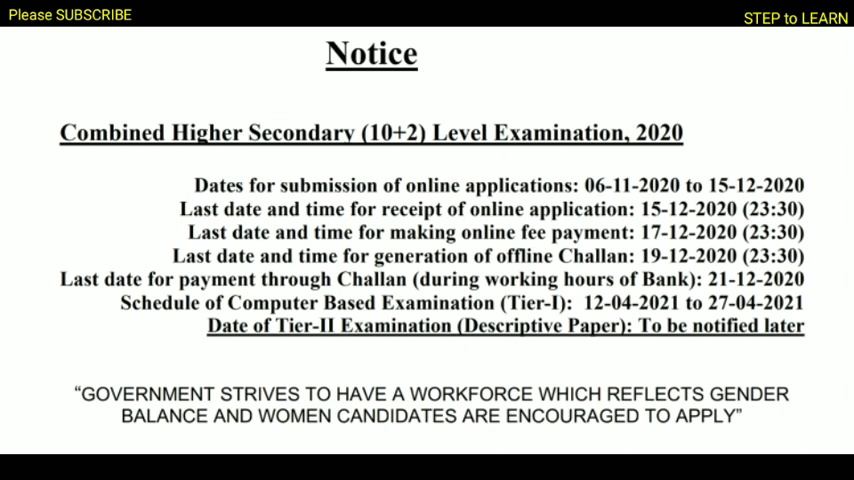 Please SUBSCRIBE
STEP to LEARN
Notice
Combined Higher Secondary (10+2) Level Examination, 2020
Dates for submission of online applications: 06-11-2020 to 15-12-2020
Last date and time for receipt of online application: 15-12-2020 (23:30)
Last date and time for making online fee payment: 17-12-2020 (23:30)
Last date and time for generation of offline Challan: 19-12-2020 (23:30)
Last date for payment through Challan (during working hours of Bank): 21-12-2020
Schedule of Computer Based Examination (Tier-I): 12-04-2021 to 27-04-2021
Date of Tier-II Examination (Descriptive Paper): To be notified later
“GOVERNMENT STRIVES TO HAVE A WORKFORCE WHICH REFLECTS GENDER
BALANCE AND WOMEN CANDIDATES ARE ENCOURAGED TO APPLY”